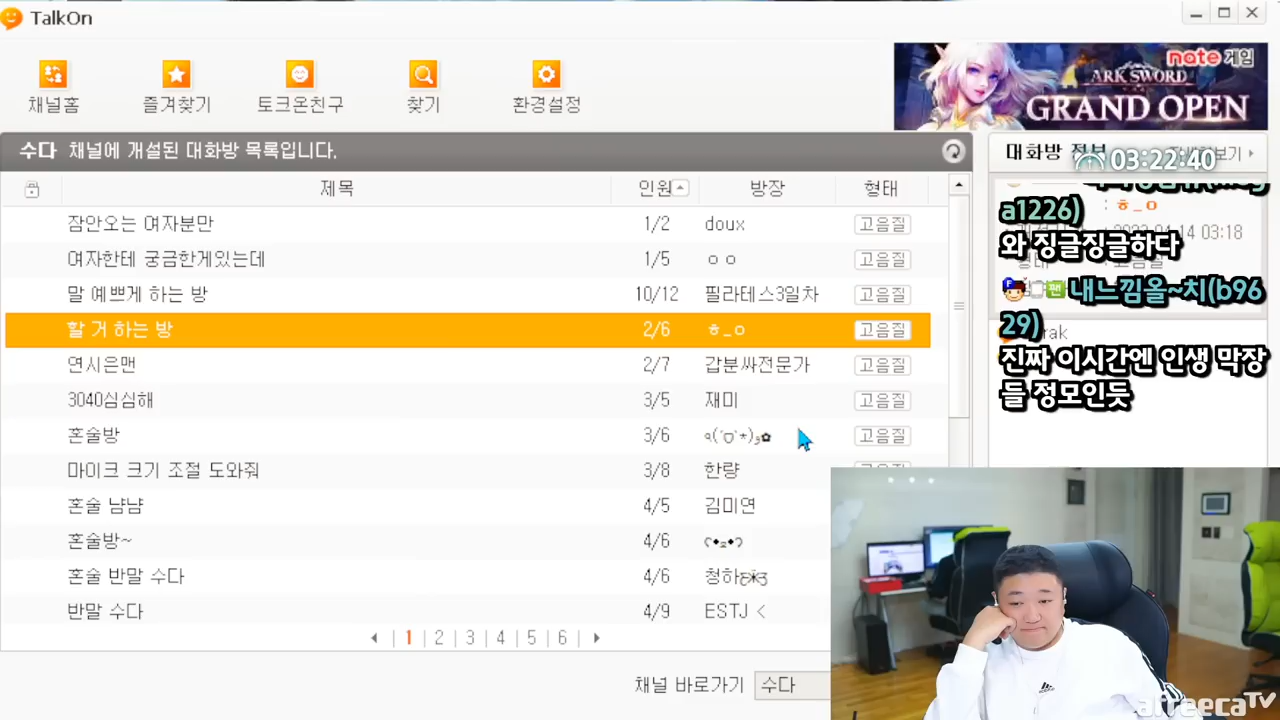 TalkOn
채널홈
즐겨찾기
토크온친구
찾기
환경설정
nate 게임
ARK SWORD
GRAND OPEN
수다 채널에 개설된 대화방 목록입니다.
대화방 정보
03:22:40
제목 인원 방장 형태
잠안오는 여자분만 1/2 doux 고음질
여자한테 궁금한게있는데 1/5 ㅇㅇ 고음질
말 예쁘게 하는 방 10/12 필라테스3일차 고음질
할 거 하는 방 2/6 ㅎ_ㅇ 고음질
연시은맨 2/7 갑분싸전문가 고음질
3040심심해 3/5 재미 고음질
혼술방 3/6 고음질
마이크 크기 조절 도와줘 3/8 한량
혼술 냠냠 4/5 김미연
혼술방~ 4/6
혼술 반말 수다 4/6 청하
반말 수다 4/9 ESTJ <
1 2 3 4 5 6
채널 바로가기 수다
a1226)
: ㅎ_ㅇ
와 징글징글하다
내느낌올~치(b96
29)
진짜 이시간엔 인생 막장
들 정모인듯
afreecaTV